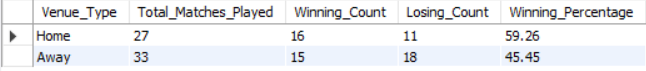 Venue_Type Total_Matches_Played Winning_Count Losing_Count Winning_Percentage
Home 27 16 11 59.26
Away 33 15 18 45.45